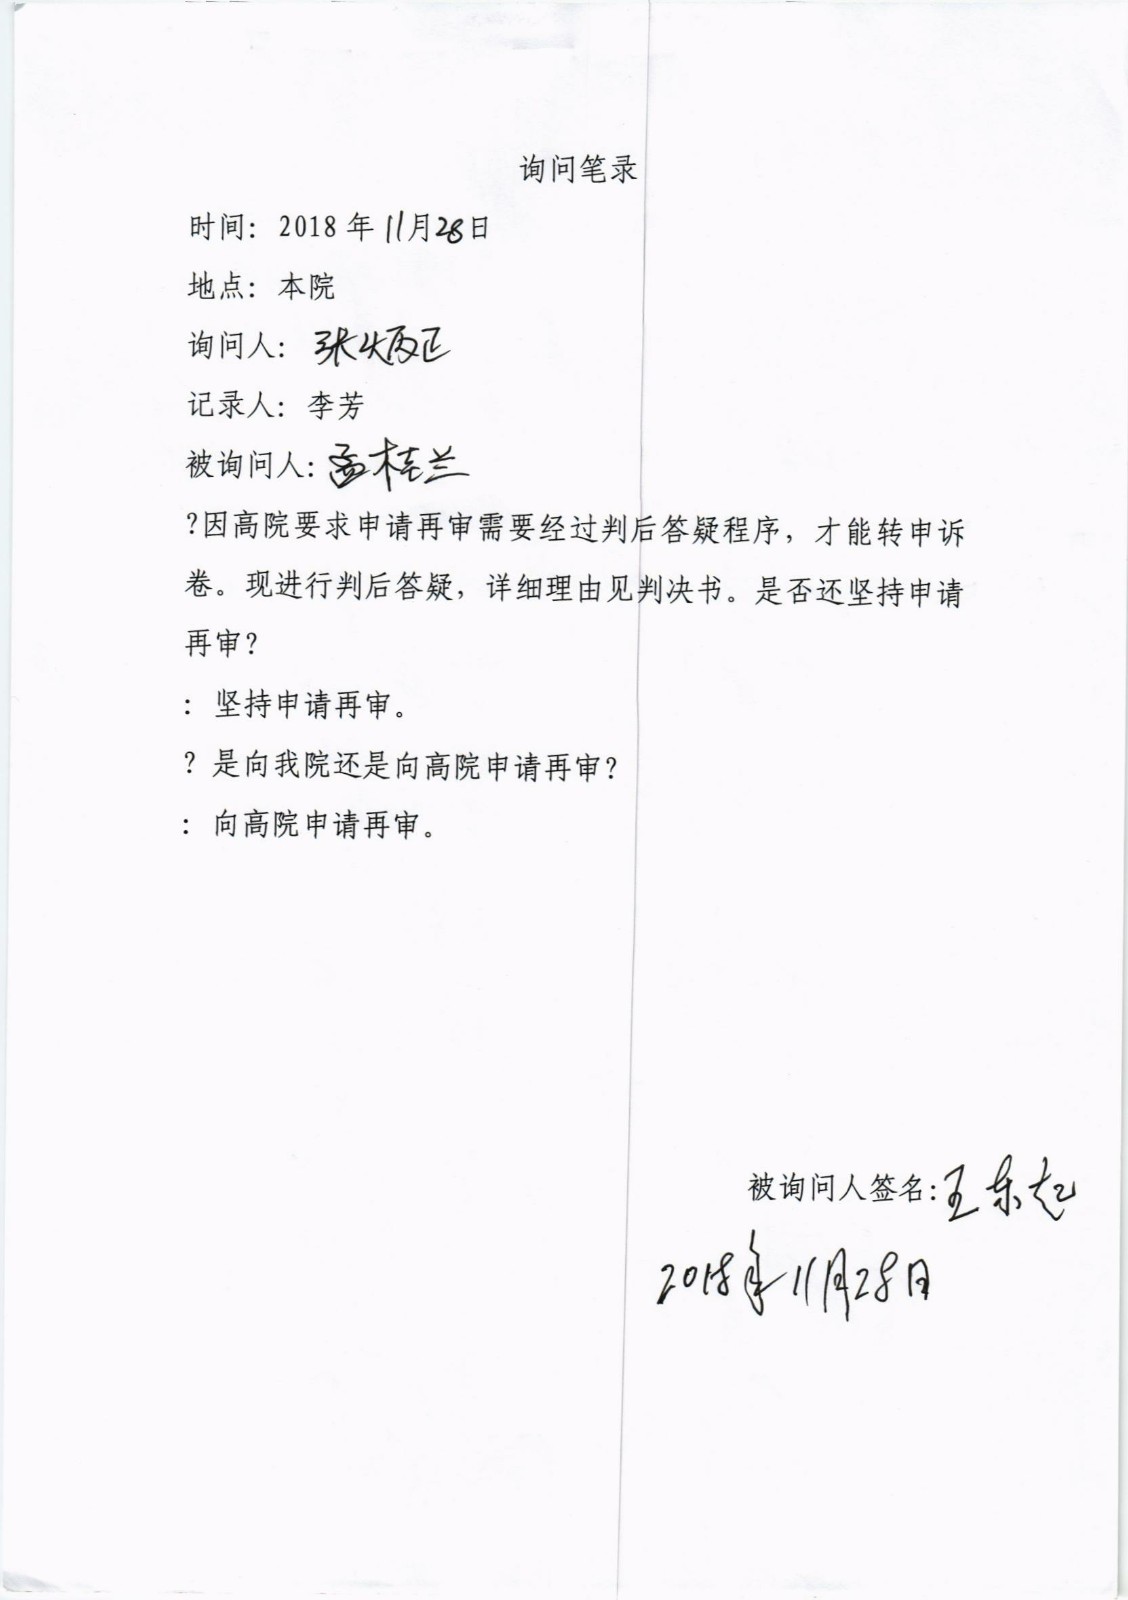 询问笔录
时间：2018年11月28日
地点：本院
询问人：张炳正
记录人：李芳
被询问人：孟桂兰
?因高院要求申请再审需要经过判后答疑程序，才能转申诉
卷。现进行判后答疑，详细理由见判决书。是否还坚持申请
再审？
：坚持申请再审。
？是向我院还是向高院申请再审？
：向高院申请再审。
被询问人签名：王东起
2018年11月28日